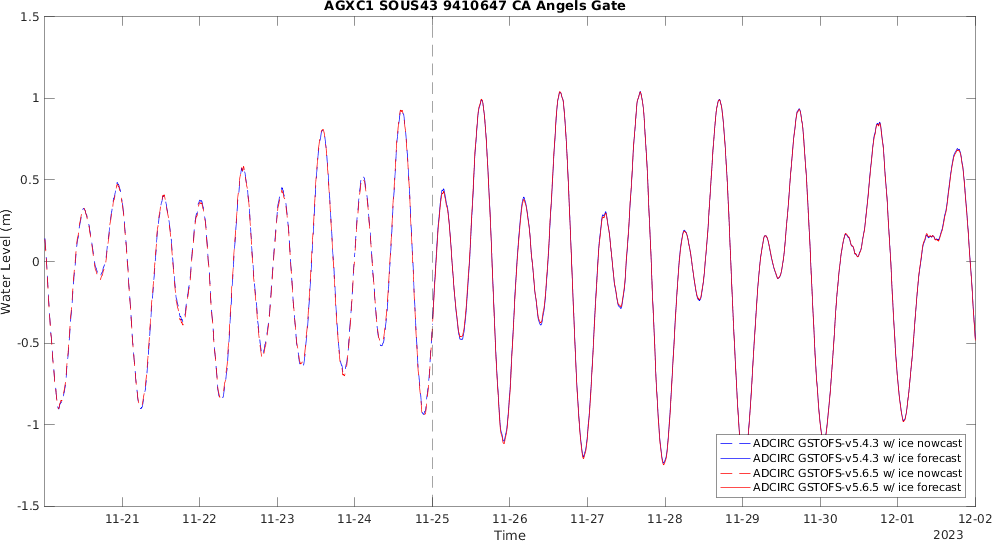 AGXC1 SOUS43 9410647 CA Angels Gate
1.5
1
0.5
0
-0.5
-1
-1.5
Water Level (m)
ADCIRC GSTOFS-v5.4.3 w/ ice nowcast
ADCIRC GSTOFS-v5.4.3 w/ ice forecast
ADCIRC GSTOFS-v5.6.5 w/ ice nowcast
ADCIRC GSTOFS-v5.6.5 w/ ice forecast
11-21 11-22 11-23 11-24 11-25 11-26 11-27 11-28 11-29 11-30 12-01 12-02
Time
2023